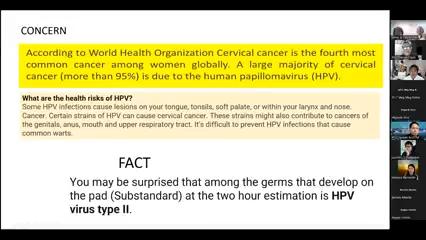 CONCERN
According to World Health Organization Cervical cancer is the fourth most
common cancer among women globally. A large majority of cervical
cancer (more than 95%) is due to the human papillomavirus (HPV).
What are the health risks of HPV?
Some HPV infections cause lesions on your tongue, tonsils, soft palate, or within your larynx and nose.
Cancer. Certain strains of HPV can cause cervical cancer. These strains might also contribute to cancers
of the genitals, anus, mouth and upper respiratory tract. It's difficult to prevent HPV infections that cause
common warts.
FACT
You may be surprised that among the germs that develop on
the pad (Substandard) at the two hour estimation is HPV
virus type II.